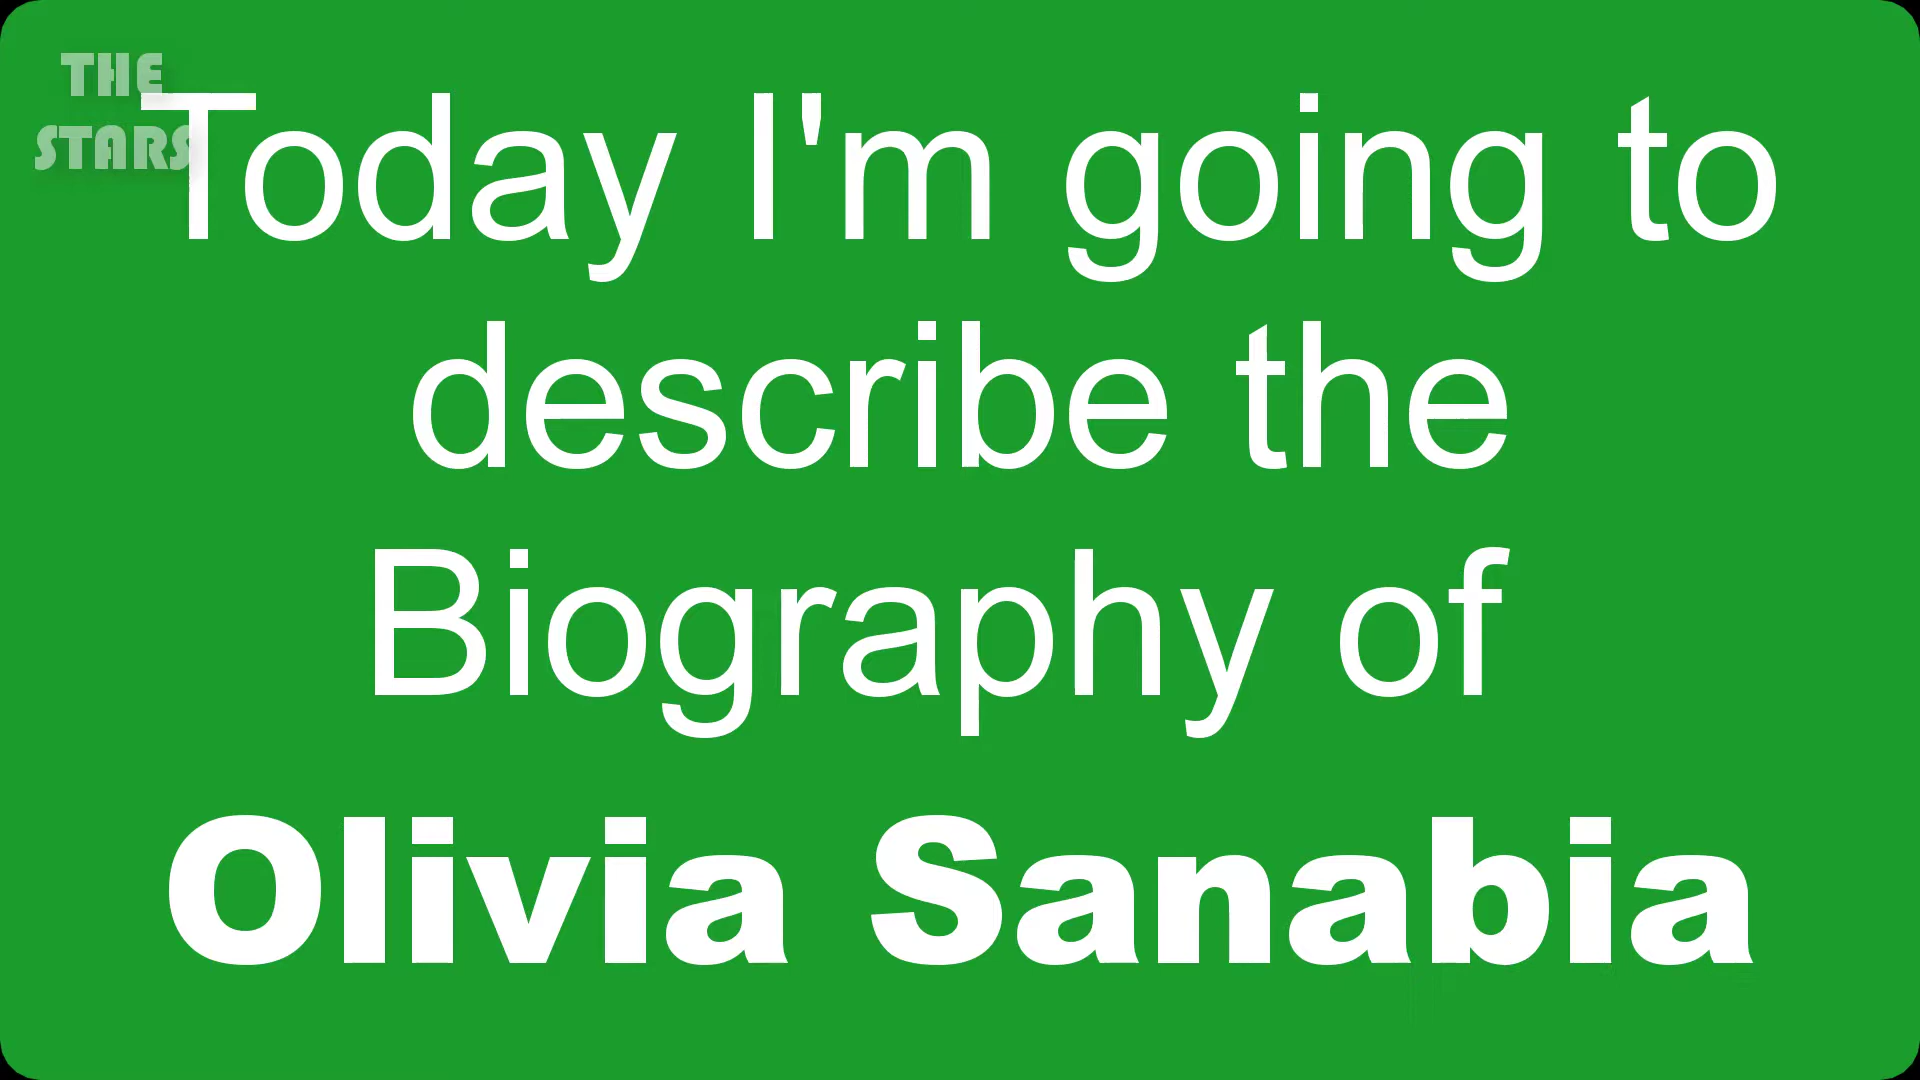 THE
STARS
Today I'm going to
describe the
Biography of
Olivia Sanabia